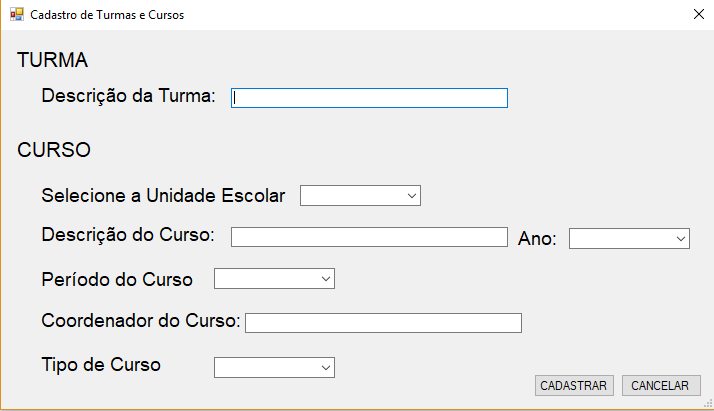 Cadastro de Turmas e Cursos
TURMA
Descrição da Turma:
CURSO
Selecione a Unidade Escolar
Descrição do Curso:
Ano:
Período do Curso
Coordenador do Curso:
Tipo de Curso
CADASTRAR
CANCELAR